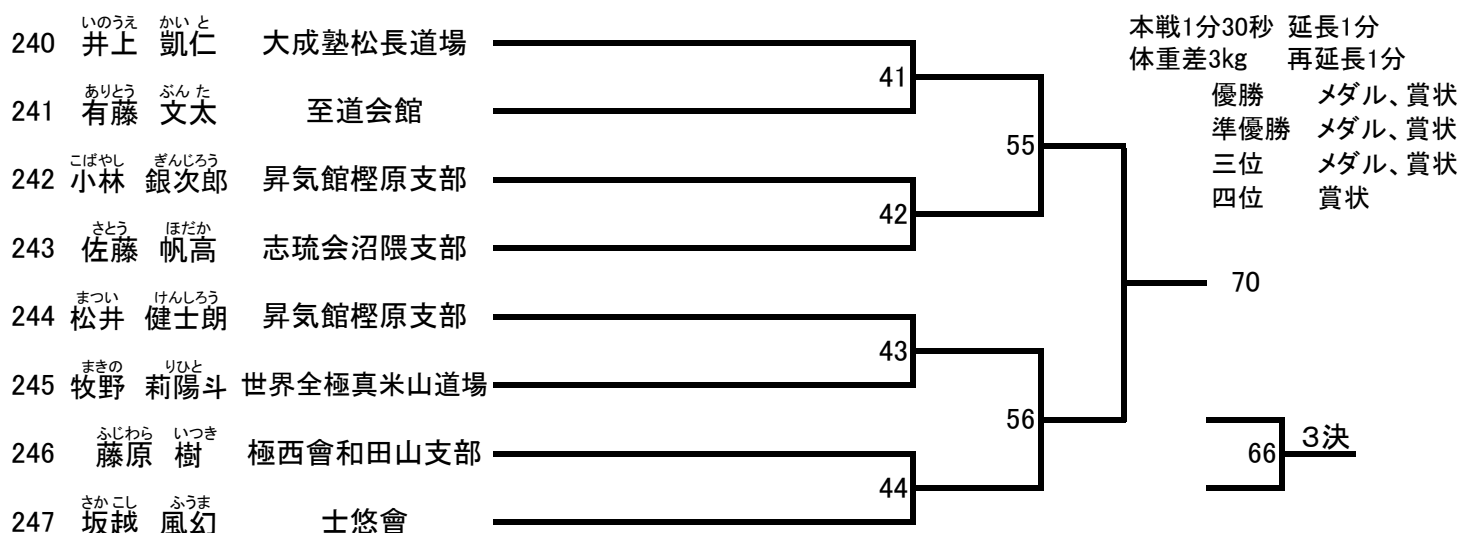 いのうえ かいと
240 井上 凱仁 大成塾松長道場
ありとう ぶんた
241 有藤 文太 至道会館
こばやし ぎんじろう
242 小林 銀次郎 昇気館樫原支部
さとう ほだか
243 佐藤 帆高 志琉会沼隈支部
まつい けんしろう
244 松井 健士朗 昇気館樫原支部
まきの りひと
245 牧野 莉陽斗 世界全極真米山道場
ふじわら いつき
246 藤原 樹 極西會和田山支部
さかこし ふうま
247 坂越 風幻 士悠會
41
42
43
44
55
56
70
66 3決
本戦1分30秒 延長1分
体重差3kg 再延長1分
優勝 メダル、賞状
準優勝 メダル、賞状
三位 メダル、賞状
四位 賞状